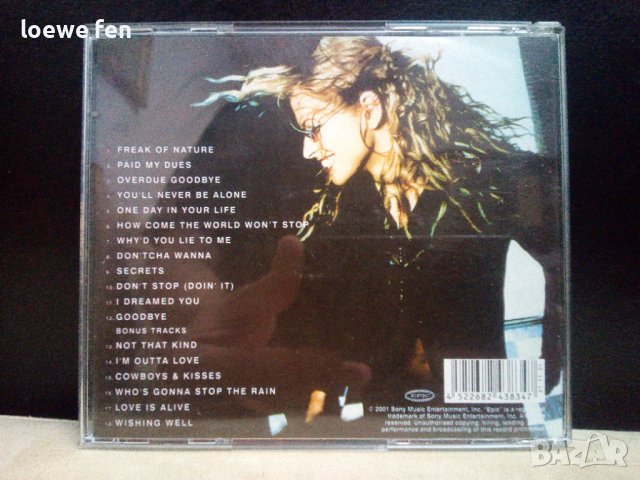 loewe fen
1. FREAK OF NATURE
2. PAID MY DUES
3. OVERDUE GOODBYE
4. YOU'LL NEVER BE ALONE
5. ONE DAY IN YOUR LIFE
6. HOW COME THE WORLD WON'T STOP
7. WHY'D YOU LIE TO ME
8. DON'TCHA WANNA
9. SECRETS
10. DON'T STOP (DOIN' IT)
11. I DREAMED YOU
12. GOODBYE
BONUS TRACKS
13. NOT THAT KIND
14. I'M OUTTA LOVE
15. COWBOYS & KISSES
16. WHO'S GONNA STOP THE RAIN
17. LOVE IS ALIVE
18. WISHING WELL
EPIC
4 522682 438347
© 2001 Sony Music Entertainment, Inc. "Epic" is a
trademark of Sony Music Entertainment, Inc.
reserved. Unauthorised copying, hiring, lending,
performance and broadcasting of this record prohibited.
BAZAR